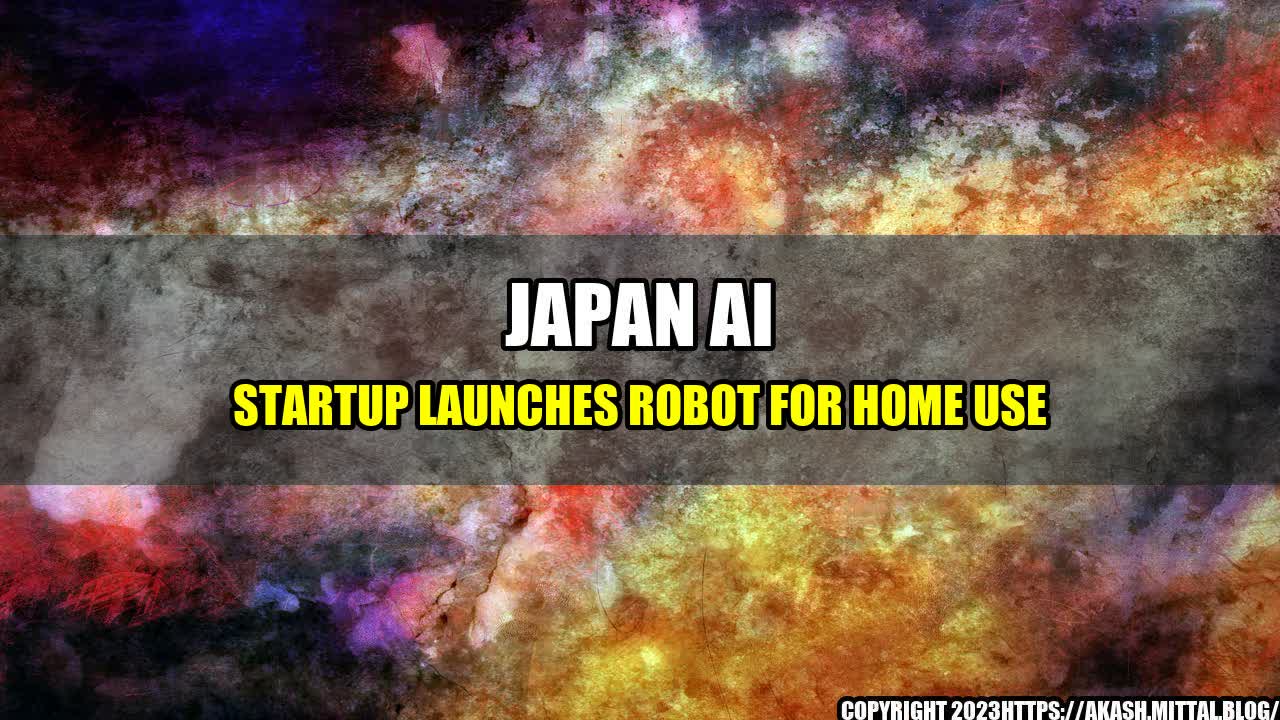 JAPAN AI
STARTUP LAUNCHES ROBOT FOR HOME USE
COPYRIGHT 2023HTTPS://AKASH.MITTAL.BLOG/